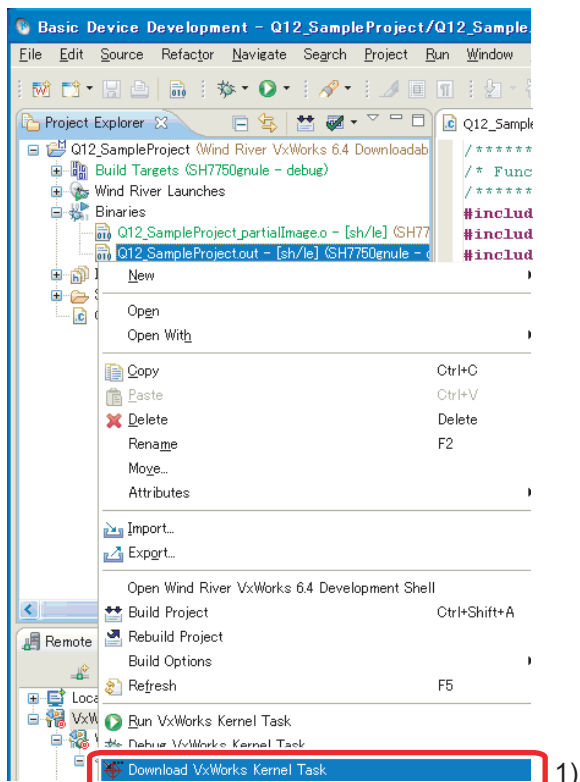 Basic Device Development - Q12_SampleProject/Q12_Sample.
File Edit Source Refactor Navigate Search Project Run Window
Project Explorer
Q12_Sample
Q12_SampleProject (Wind River VxWorks 6.4 Downloadab
/******
Build Targets (SH7750gnule - debug)
/* Func
Wind River Launches
/******
Binaries
#includ
Q12_SampleProject_partialImage.o - [sh/le] (SH77
#includ
Q12_SampleProject.out - [sh/le] (SH7750gnule - d
#includ
New
Open
Open With
Copy Ctrl+C
Paste Ctrl+V
Delete Delete
Rename F2
Move...
Attributes
Import...
Export...
Open Wind River VxWorks 6.4 Development Shell
Build Project Ctrl+Shift+A
Remote
Rebuild Project
Build Options
Refresh F5
Loca
VxW
Run VxWorks Kernel Task
Debug VxWorks Kernel Task
Download VxWorks Kernel Task 1)